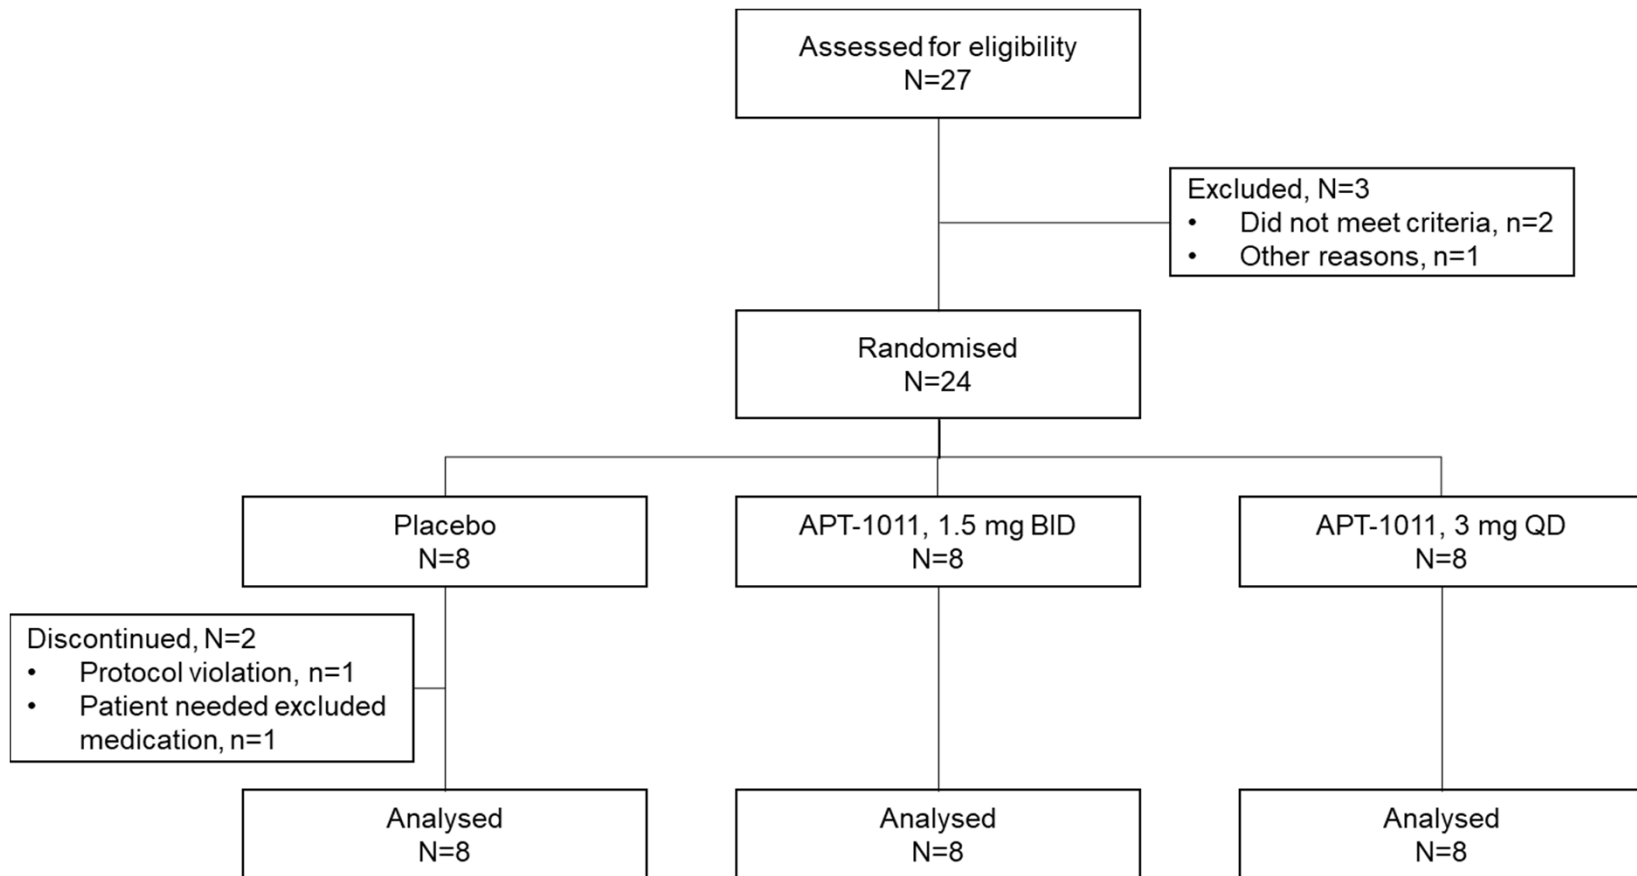 Assessed for eligibility
N=27
Excluded, N=3
• Did not meet criteria, n=2
• Other reasons, n=1
Randomised
N=24
Placebo
N=8
APT-1011, 1.5 mg BID
N=8
APT-1011, 3 mg QD
N=8
Discontinued, N=2
• Protocol violation, n=1
• Patient needed excluded
medication, n=1
Analysed
N=8
Analysed
N=8
Analysed
N=8